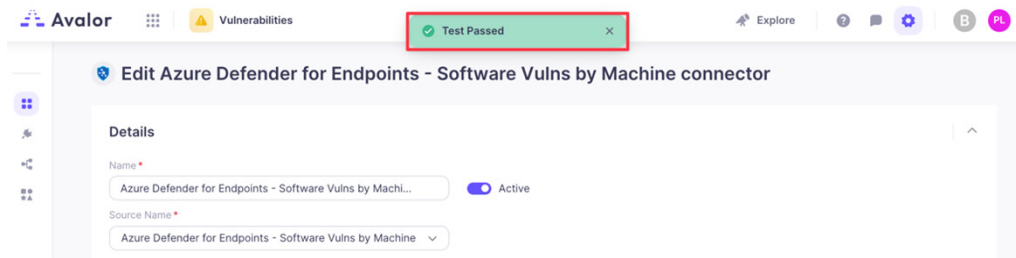 Avalor
Vulnerabilities
Test Passed
Explore
B
PL
Edit Azure Defender for Endpoints - Software Vulns by Machine connector
Details
Name *
Azure Defender for Endpoints - Software Vulns by Machi...
Active
Source Name *
Azure Defender for Endpoints - Software Vulns by Machine